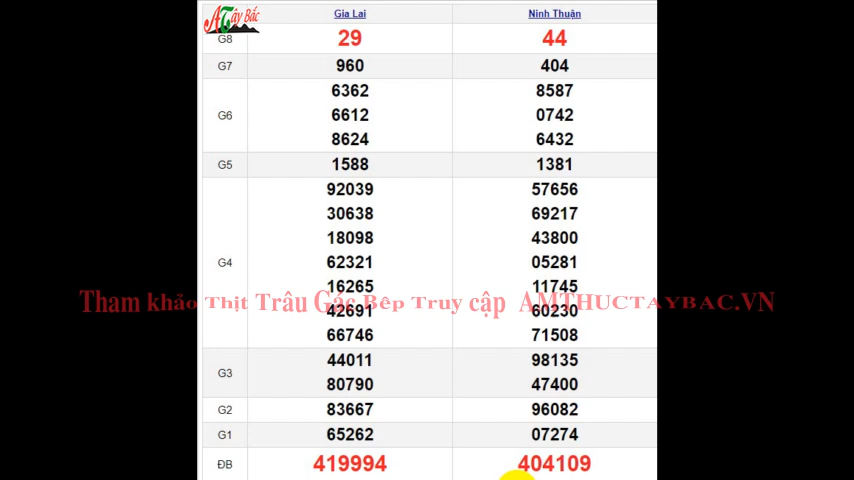 A Tây Bắc
Gia Lai Ninh Thuận
G8 29 44
G7 960 404
6362 8587
G6 6612 0742
8624 6432
G5 1588 1381
92039 57656
30638 69217
18098 43800
G4 62321 05281
16265 11745
Tham khảo Thịt Trâu Gác Bếp Truy cập AMTHUCTAYBAC.VN
42691 60230
66746 71508
G3 44011 98135
80790 47400
G2 83667 96082
G1 65262 07274
ĐB 419994 404109